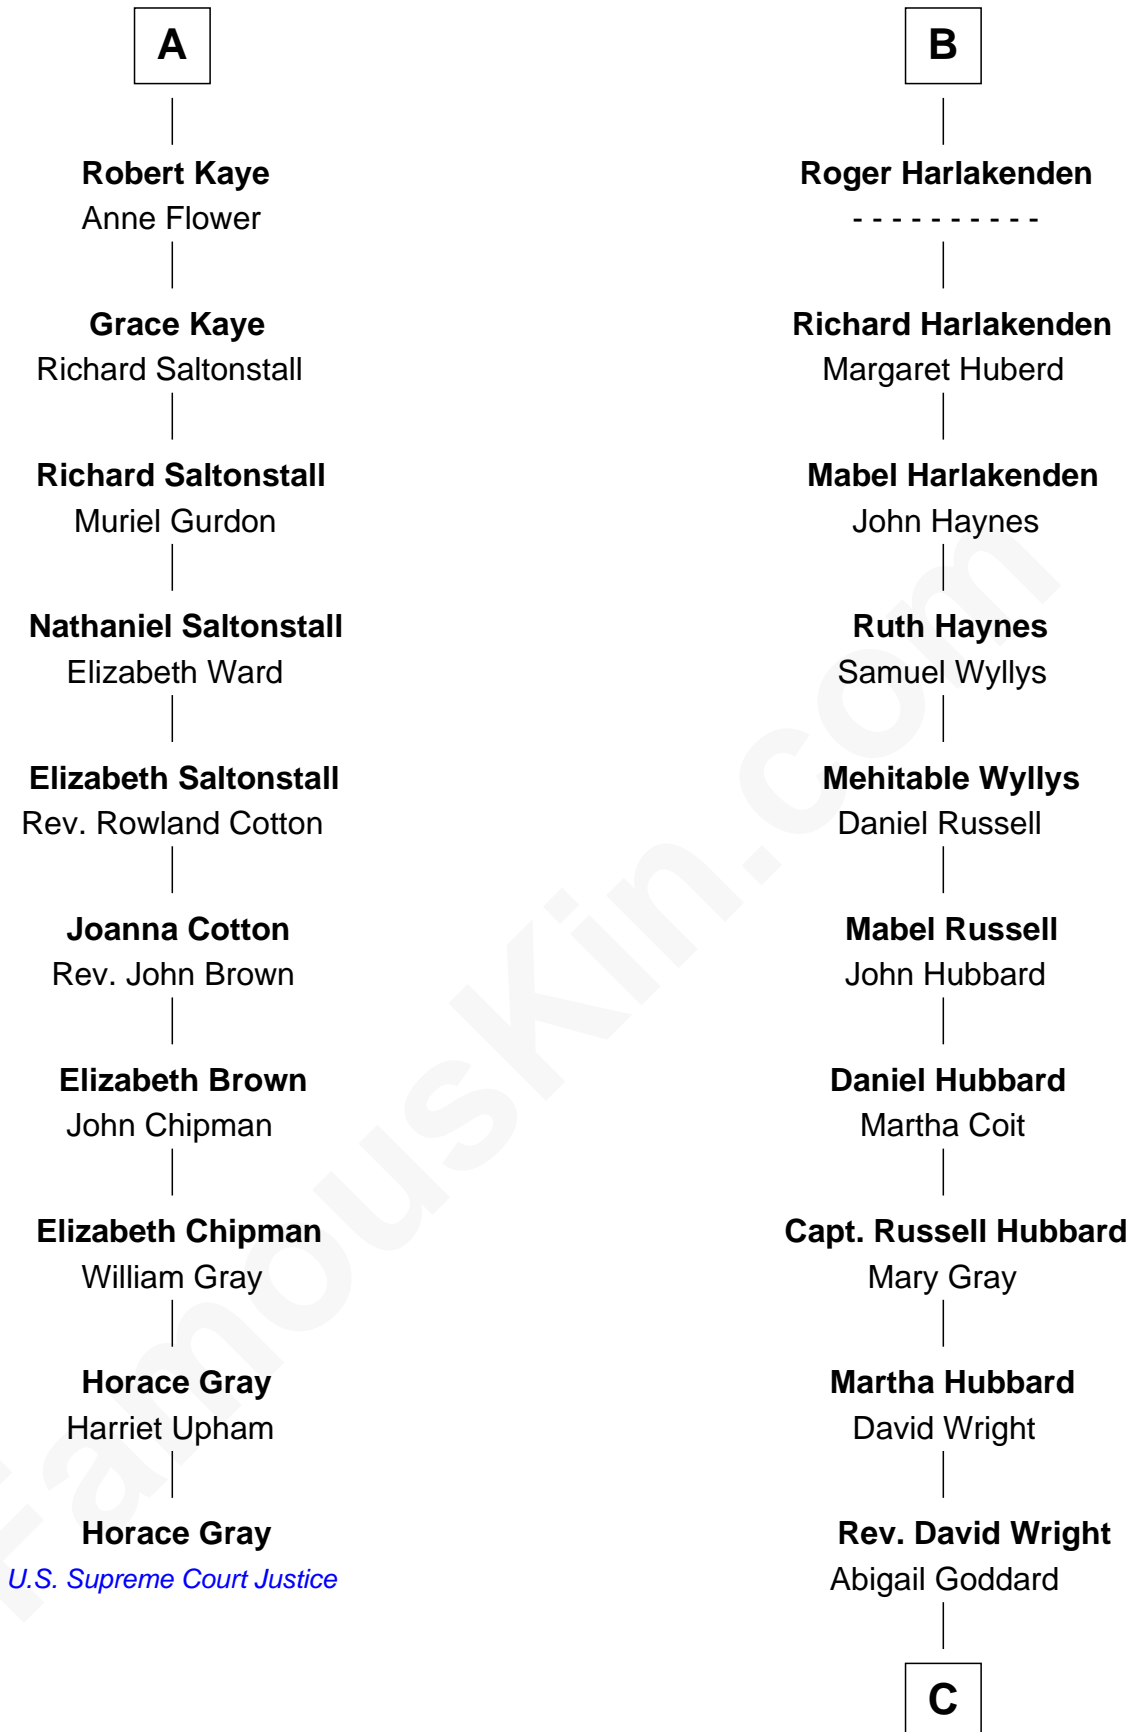 A
Robert Kaye
Anne Flower
Grace Kaye
Richard Saltonstall
Richard Saltonstall
Muriel Gurdon
Nathaniel Saltonstall
Elizabeth Ward
Elizabeth Saltonstall
Rev. Rowland Cotton
Joanna Cotton
Rev. John Brown
Elizabeth Brown
John Chipman
Elizabeth Chipman
William Gray
Horace Gray
Harriet Upham
Horace Gray
U.S. Supreme Court Justice
B
Roger Harlakenden
- - - - - - - - - -
Richard Harlakenden
Margaret Huberd
Mabel Harlakenden
John Haynes
Ruth Haynes
Samuel Wyllys
Mehitable Wyllys
Daniel Russell
Mabel Russell
John Hubbard
Daniel Hubbard
Martha Coit
Capt. Russell Hubbard
Mary Gray
Martha Hubbard
David Wright
Rev. David Wright
Abigail Goddard
C
FamousKin.com